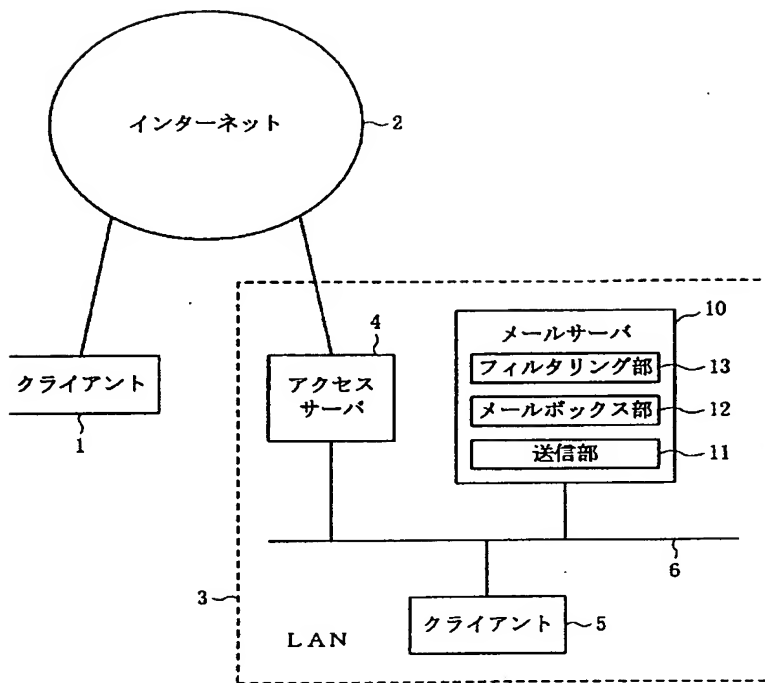 インターネット
2
クライアント
1
4
アクセス
サーバ
メールサーバ
10
フィルタリング部
13
メールボックス部
12
送信部
11
6
3
LAN
クライアント
5